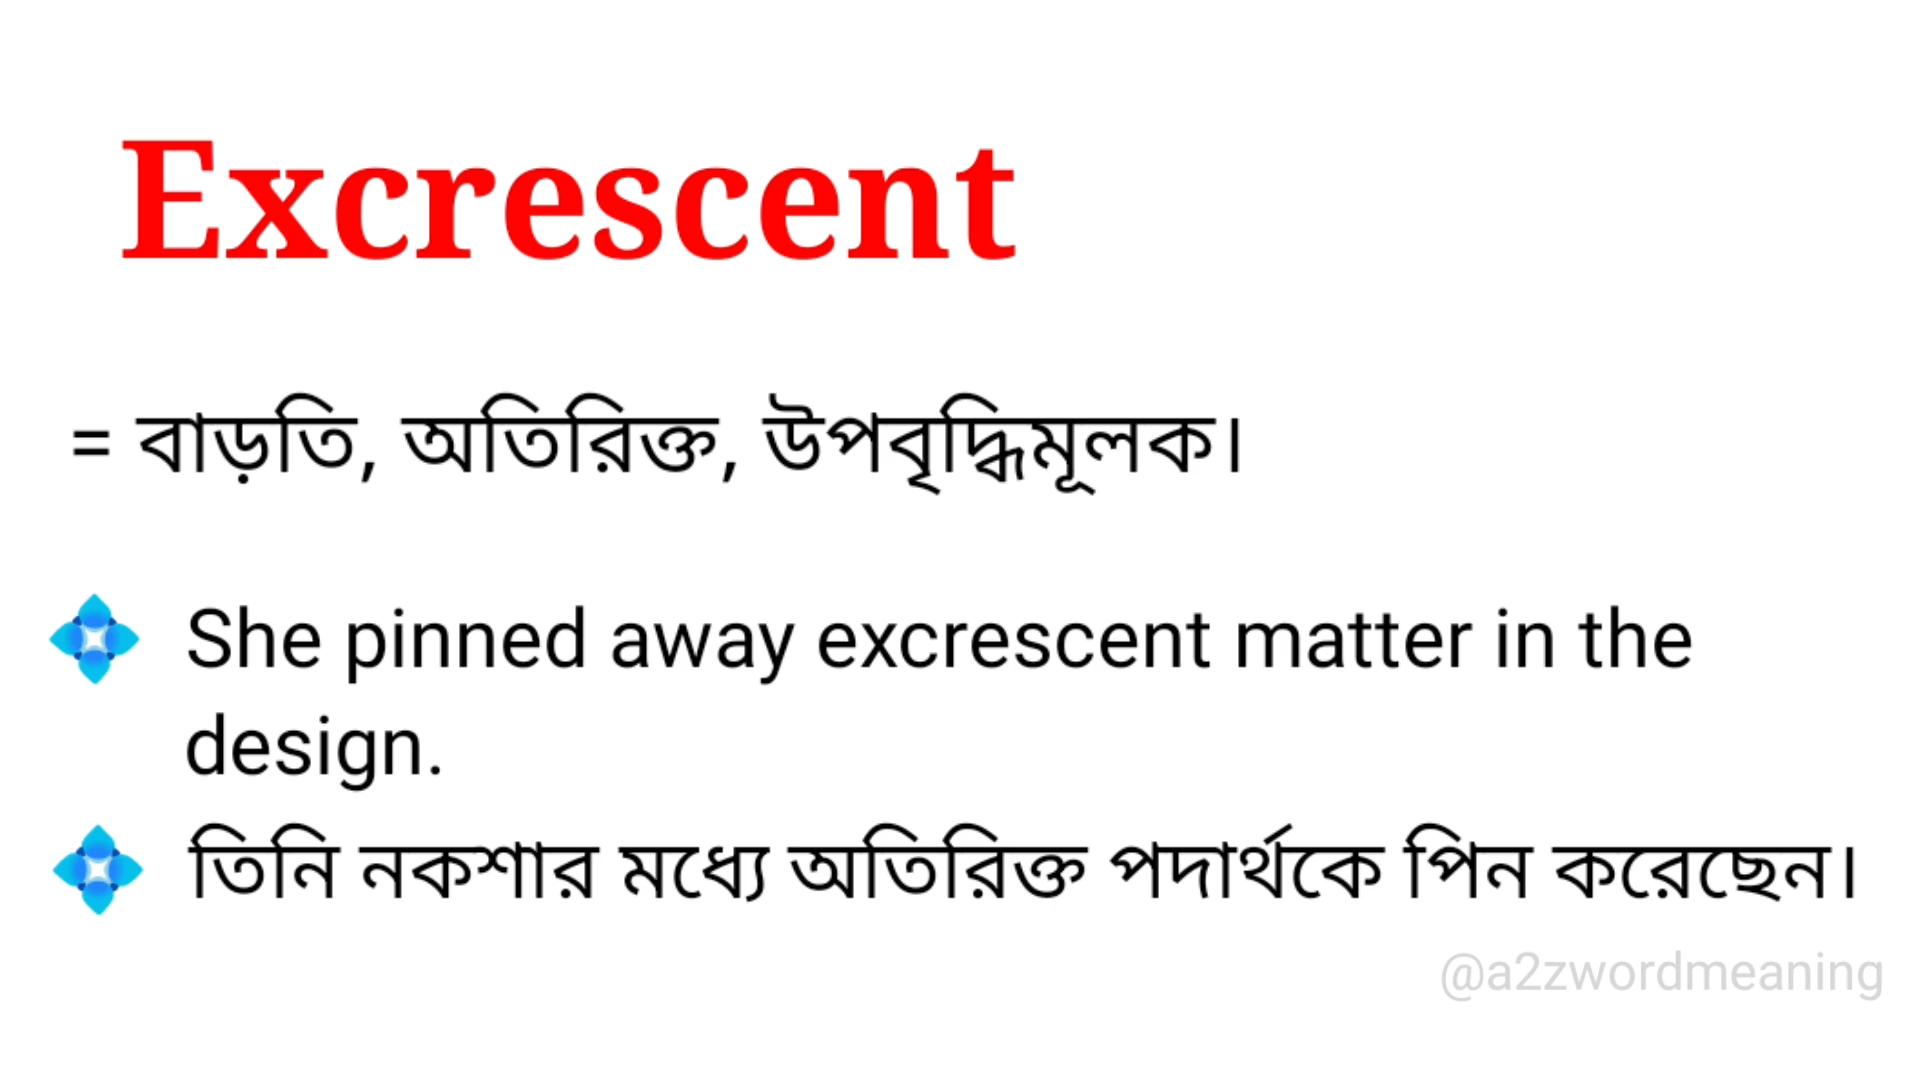 Excrescent
= বাড়তি, অতিরিক্ত, উপবৃদ্ধিমূলক।
She pinned away excrescent matter in the
design.
তিনি নকশার মধ্যে অতিরিক্ত পদার্থকে পিন করেছেন।
@a2zwordmeaning